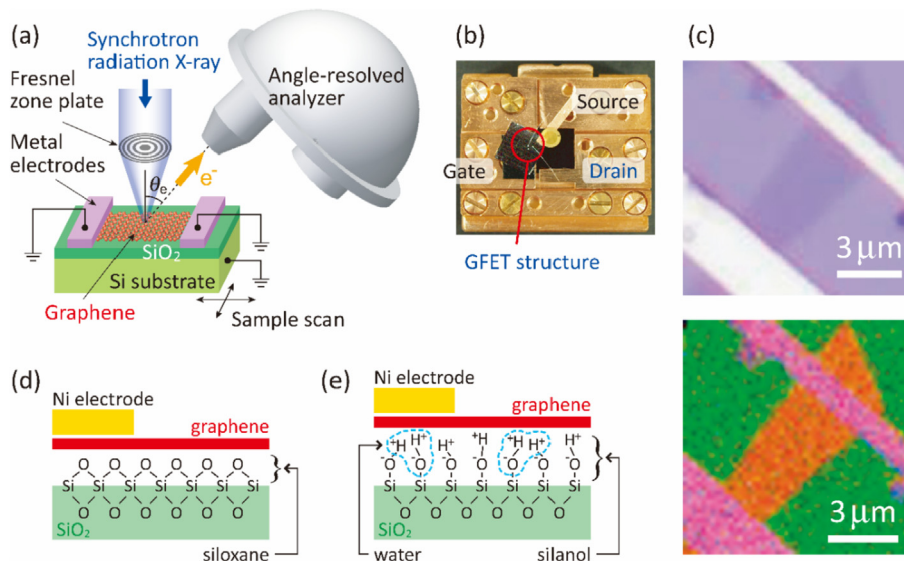 (a)
Synchrotron
radiation X-ray
Fresnel
zone plate
Angle-resolved
analyzer
Metal
electrodes
θe
e-
SiO2
Si substrate
Graphene
Sample scan
(b)
Source
Gate
Drain
GFET structure
(c)
3 μm
3 μm
(d)
Ni electrode
graphene
O O O O O O
Si Si Si Si Si Si Si
O O O O O O
SiO2
siloxane
(e)
Ni electrode
graphene
+H H+ H+ +H +H H+ H+
-O -O -O -O -O -O
Si Si Si Si Si Si Si
O O O O O O
SiO2
water
silanol